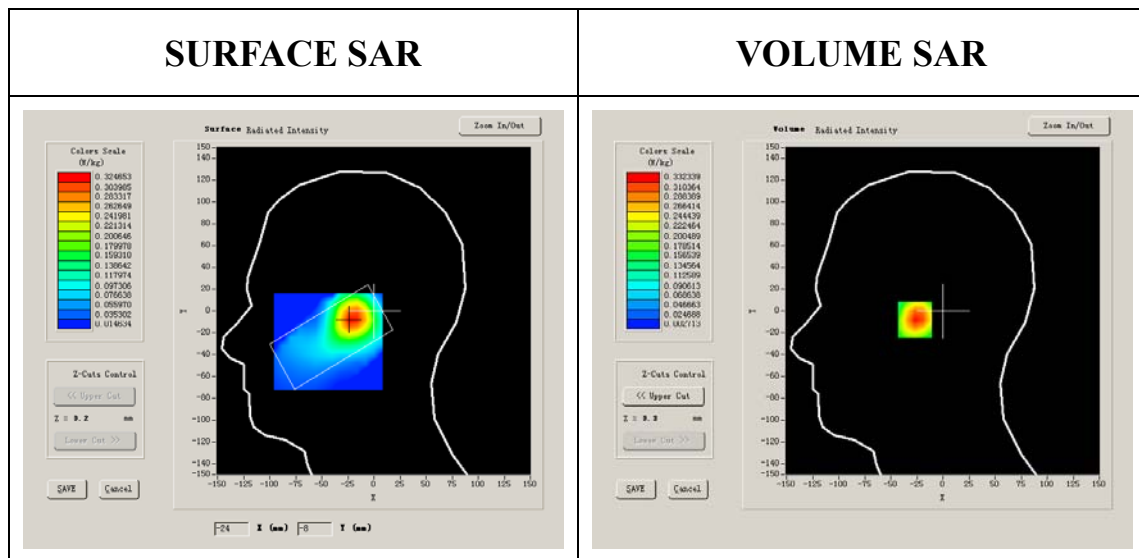 SURFACE SAR
VOLUME SAR
Surface Radiated Intensity
Zoom In/Out
Colors Scale
(W/kg)
0.324653
0.303985
0.283317
0.262649
0.241981
0.221314
0.200646
0.179978
0.159310
0.138642
0.117974
0.097306
0.076638
0.055970
0.035302
0.014634
150
140
120
100
80
60
40
20
0
-20
-40
-60
-80
-100
-120
-140
-150
Y
-150 -125 -100 -75 -50 -25 0 25 50 75 100 125 150
X
Z-Cuts Control
<< Upper Cut
Z = 3.2 mm
Lower Cut >>
SAVE Cancel
-24 X (mm) -8 Y (mm)
Volume Radiated Intensity
Zoom In/Out
Colors Scale
(W/kg)
0.332339
0.310364
0.288389
0.266414
0.244439
0.222464
0.200489
0.178514
0.156539
0.134564
0.112589
0.090613
0.068638
0.046663
0.024688
0.002713
150
140
120
100
80
60
40
20
0
-20
-40
-60
-80
-100
-120
-140
-150
Y
-150 -125 -100 -75 -50 -25 0 25 50 75 100 125 150
X
Z-Cuts Control
<< Upper Cut
Lower Cut >>
SAVE Cancel